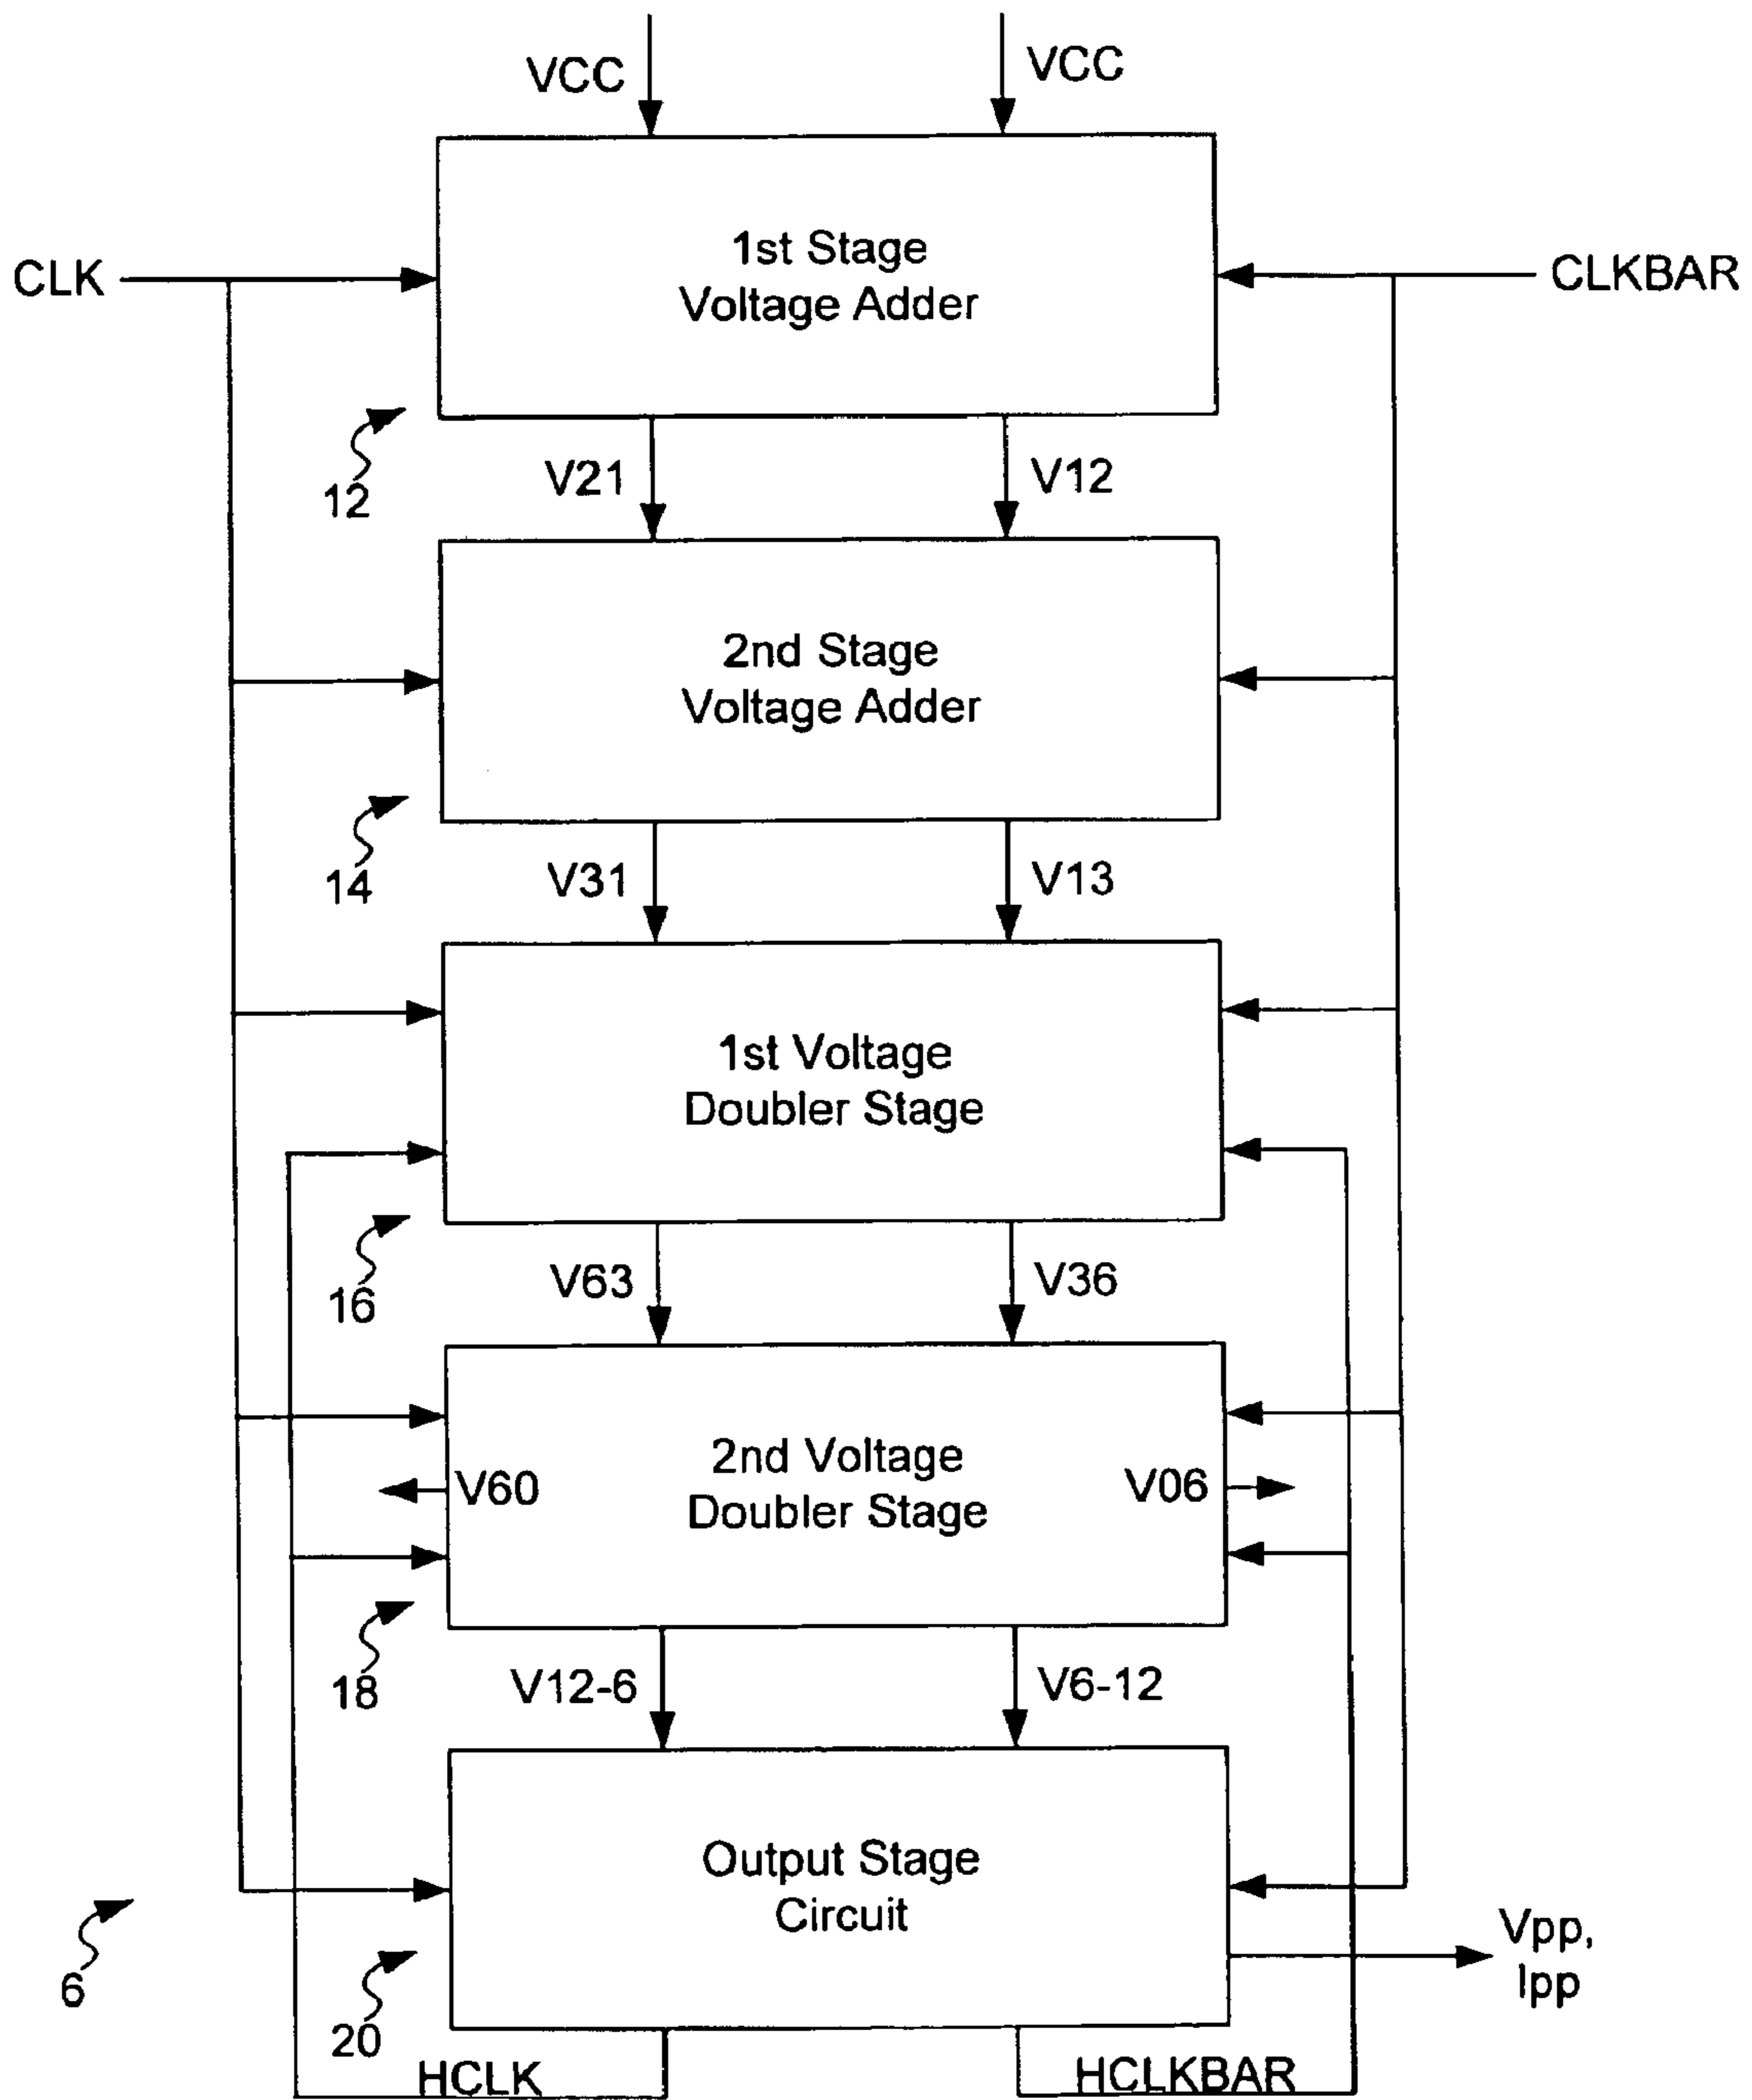 VCC
VCC
1st Stage
Voltage Adder
CLK
CLKBAR
12
V21
V12
2nd Stage
Voltage Adder
14
V31
V13
1st Voltage
Doubler Stage
16
V63
V36
2nd Voltage
Doubler Stage
V60
V06
18
V12-6
V6-12
Output Stage
Circuit
6
20
Vpp,
Ipp
HCLK
HCLKBAR